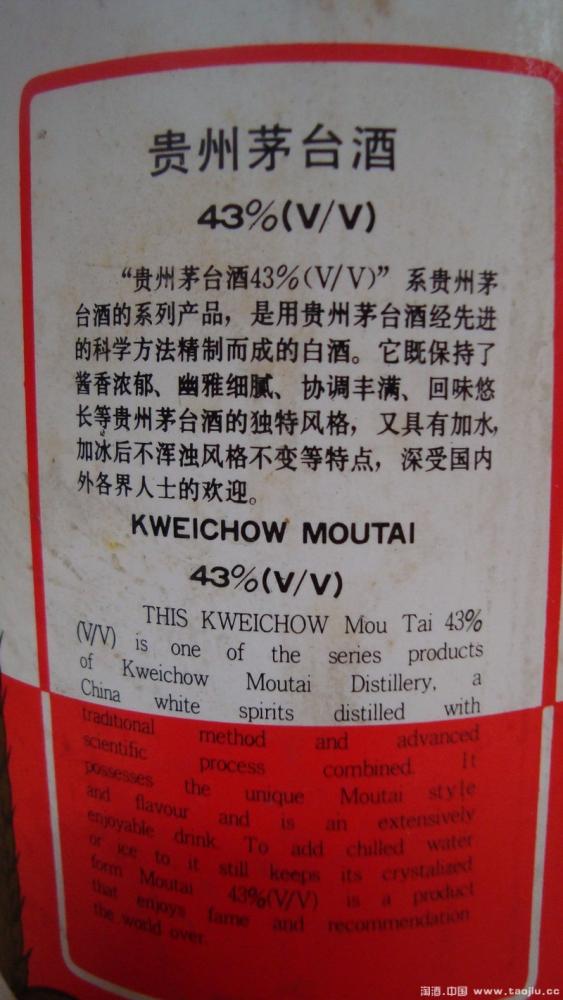 贵州茅台酒
43%(V/V)
“贵州茅台酒43%(V/V)”系贵州茅
台酒的系列产品，是用贵州茅台酒经先进
的科学方法精制而成的白酒。它既保持了
酱香浓郁、幽雅细腻、协调丰满、回味悠
长等贵州茅台酒的独特风格，又具有加水,
加冰后不浑浊风格不变等特点，深受国内
外各界人士的欢迎。
KWEICHOW MOUTAI
43%(V/V)
THIS KWEICHOW Mou Tai 43%
(V/V) is one of the series products
of Kweichow Moutai Distillery, a
China white spirits distilled with
traditional method and advanced
scientific process combined. It
possesses the unique Moutai style
and flavour and is an extensively
enjoyable drink. To add chilled water
or ice to it still keeps its crystalized
form Moutai 43%(V/V) is a product
that enjoys fame and recommendation
the world over.
淘酒.中国 www.taojiu.cc